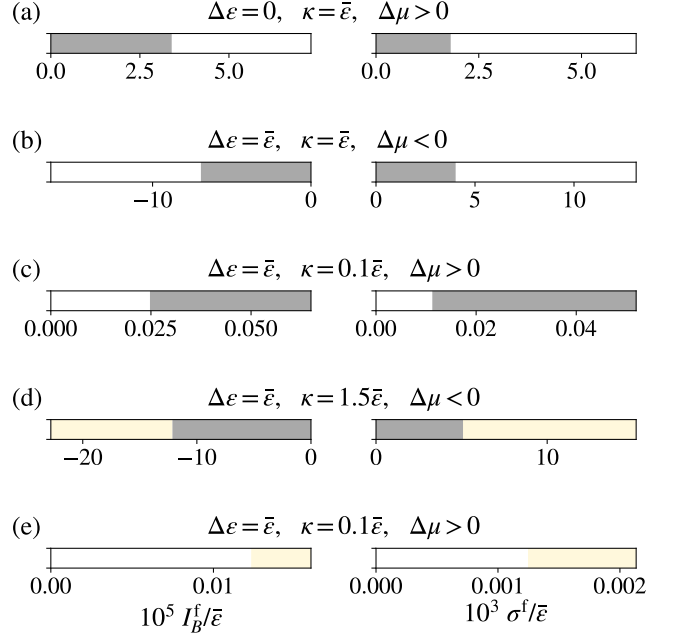 (a) Δε = 0, κ = ε̄, Δμ > 0
0.0 2.5 5.0 0.0 2.5 5.0
(b) Δε = ε̄, κ = ε̄, Δμ < 0
−10 0 0 5 10
(c) Δε = ε̄, κ = 0.1ε̄, Δμ > 0
0.000 0.025 0.050 0.00 0.02 0.04
(d) Δε = ε̄, κ = 1.5ε̄, Δμ < 0
−20 −10 0 0 10
(e) Δε = ε̄, κ = 0.1ε̄, Δμ > 0
0.00 0.01 0.000 0.001 0.002
10⁵ I_B^f/ε̄ 10³ σ^f/ε̄